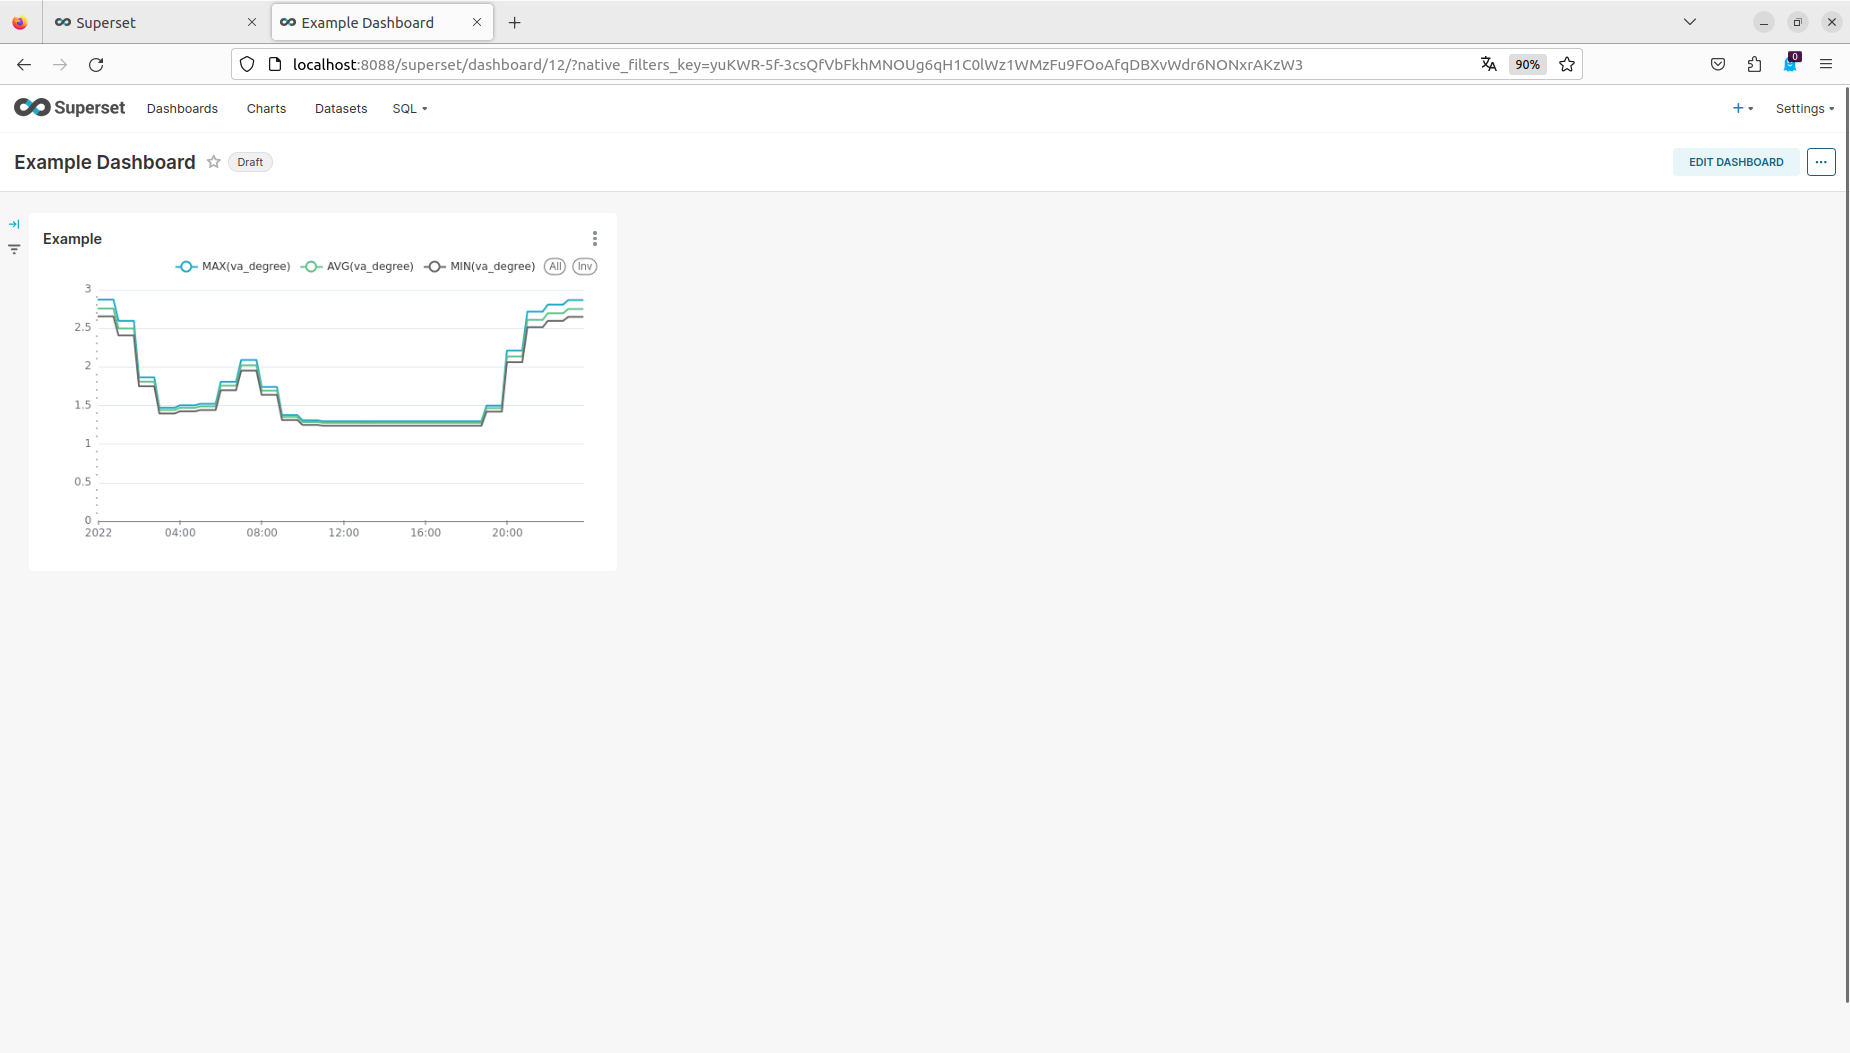 Superset
Example Dashboard
localhost:8088/superset/dashboard/12/?native_filters_key=yuKWR-5f-3csQfVbFkhMNOUg6qH1C0lWz1WMzFu9FOoAfqDBXvWdr6NONxrAKzW3
90%
0
Superset
Dashboards
Charts
Datasets
SQL
Settings
Example Dashboard
Draft
EDIT DASHBOARD
Example
MAX(va_degree)
AVG(va_degree)
MIN(va_degree)
All
Inv
3
2.5
2
1.5
1
0.5
0
2022
04:00
08:00
12:00
16:00
20:00